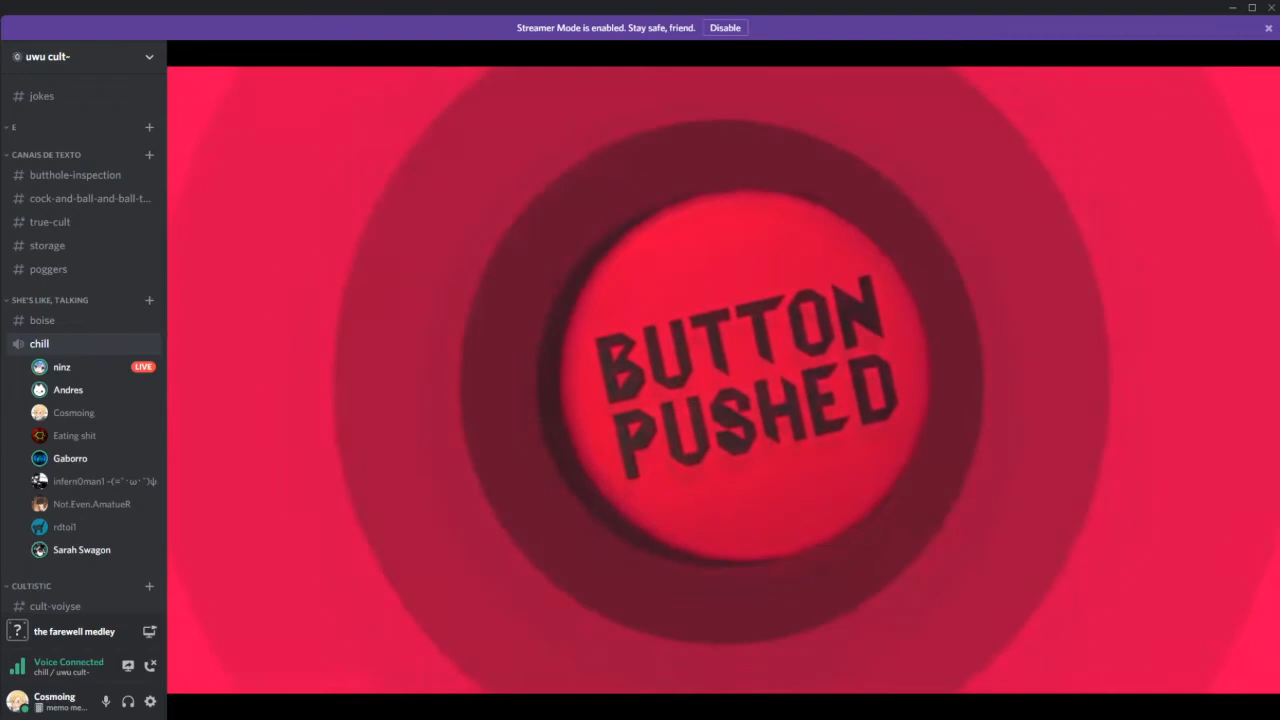 Streamer Mode is enabled. Stay safe, friend.
Disable
uwu cult~
jokes
E
CANAIS DE TEXTO
butthole-inspection
cock-and-ball-and-ball-t...
true-cult
storage
poggers
SHE'S LIKE, TALKING
boise
chill
ninz
LIVE
Andres
Cosmoing
Eating shit
Gaborro
infern0man1
Not.Even.AmatueR
rdtoi1
Sarah Swagon
CULTISTIC
cult-voiyse
the farewell medley
Voice Connected
chill / uwu cult~
Cosmoing
memo me...
BUTTON
PUSHED